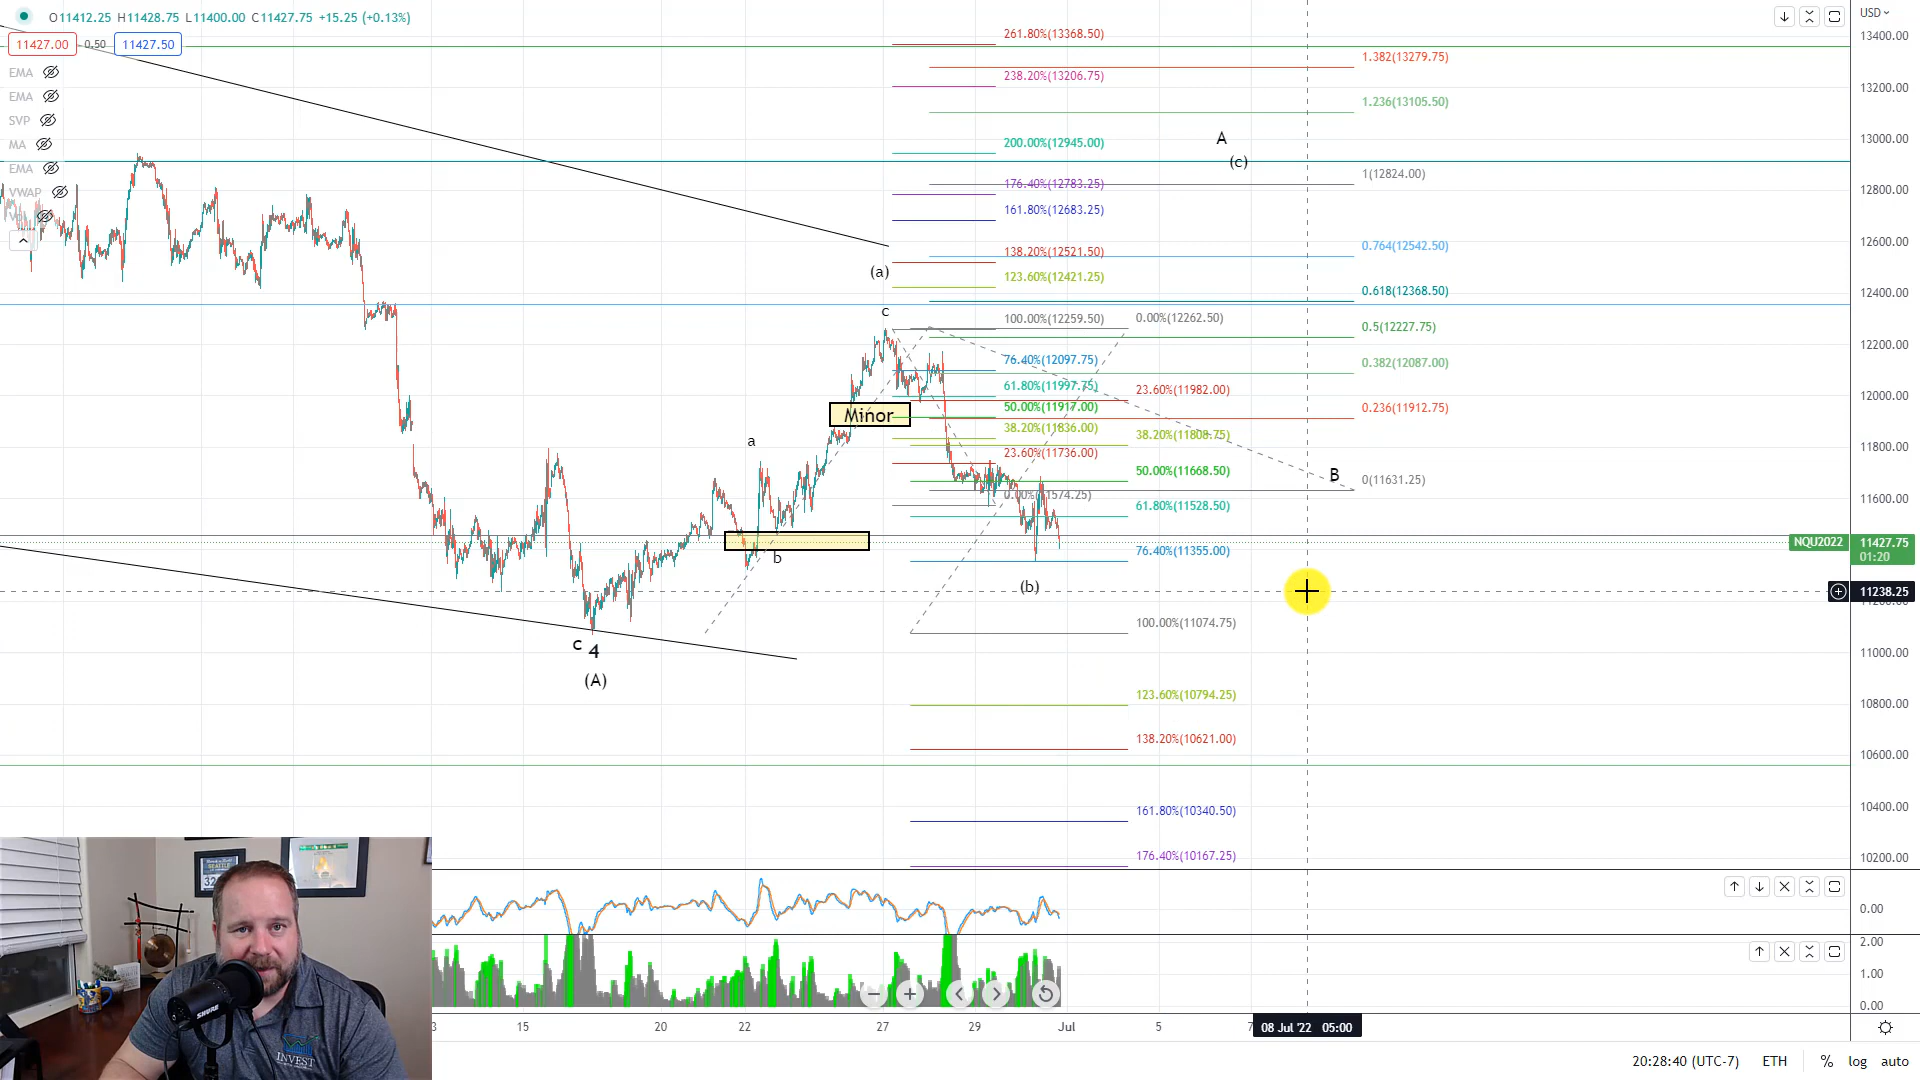 O11412.25 H11428.75 L11400.00 C11427.75 +15.25 (+0.13%)
USD
11427.00 0.50 11427.50
EMA
EMA
SVP
MA
EMA
VWAP
Vol
261.80%(13368.50)
238.20%(13206.75)
200.00%(12945.00)
176.40%(12783.25)
161.80%(12683.25)
138.20%(12521.50)
123.60%(12421.25)
100.00%(12259.50)
76.40%(12097.75)
61.80%(11997.75)
50.00%(11917.00)
38.20%(11836.00)
23.60%(11736.00)
0.00%(11574.25)
0.00%(12262.50)
23.60%(11982.00)
38.20%(11808.75)
50.00%(11668.50)
61.80%(11528.50)
76.40%(11355.00)
100.00%(11074.75)
123.60%(10794.25)
138.20%(10621.00)
161.80%(10340.50)
176.40%(10167.25)
1.382(13279.75)
1.236(13105.50)
1(12824.00)
0.764(12542.50)
0.618(12368.50)
0.5(12227.75)
0.382(12087.00)
0.236(11912.75)
0(11631.25)
A
(c)
(a)
c
Minor
a
b
B
(b)
c 4
(A)
13400.00
13200.00
13000.00
12800.00
12600.00
12400.00
12200.00
12000.00
11800.00
11600.00
NQU2022 11427.75
01:20
11238.25
11200.00
11000.00
10800.00
10600.00
10400.00
10200.00
0.00
2.00
1.00
0.00
3 15 20 22 27 29 Jul 5 7 08 Jul '22 05:00
20:28:40 (UTC-7) ETH % log auto
SHURE
INVEST